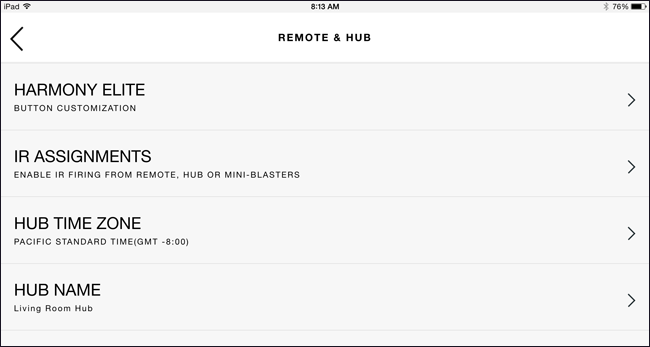 iPad 8:13 AM 76%
REMOTE & HUB
HARMONY ELITE
BUTTON CUSTOMIZATION
IR ASSIGNMENTS
ENABLE IR FIRING FROM REMOTE, HUB OR MINI-BLASTERS
HUB TIME ZONE
PACIFIC STANDARD TIME(GMT -8:00)
HUB NAME
Living Room Hub